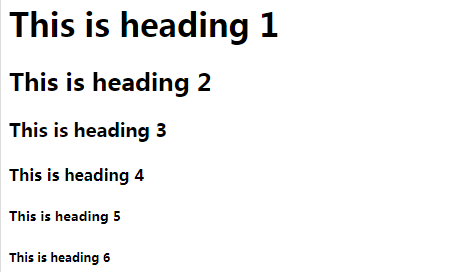 This is heading 1
This is heading 2
This is heading 3
This is heading 4
This is heading 5
This is heading 6